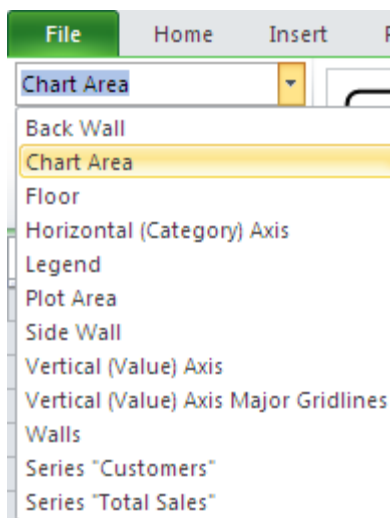 File Home Insert
Chart Area
Back Wall
Chart Area
Floor
Horizontal (Category) Axis
Legend
Plot Area
Side Wall
Vertical (Value) Axis
Vertical (Value) Axis Major Gridlines
Walls
Series "Customers"
Series "Total Sales"